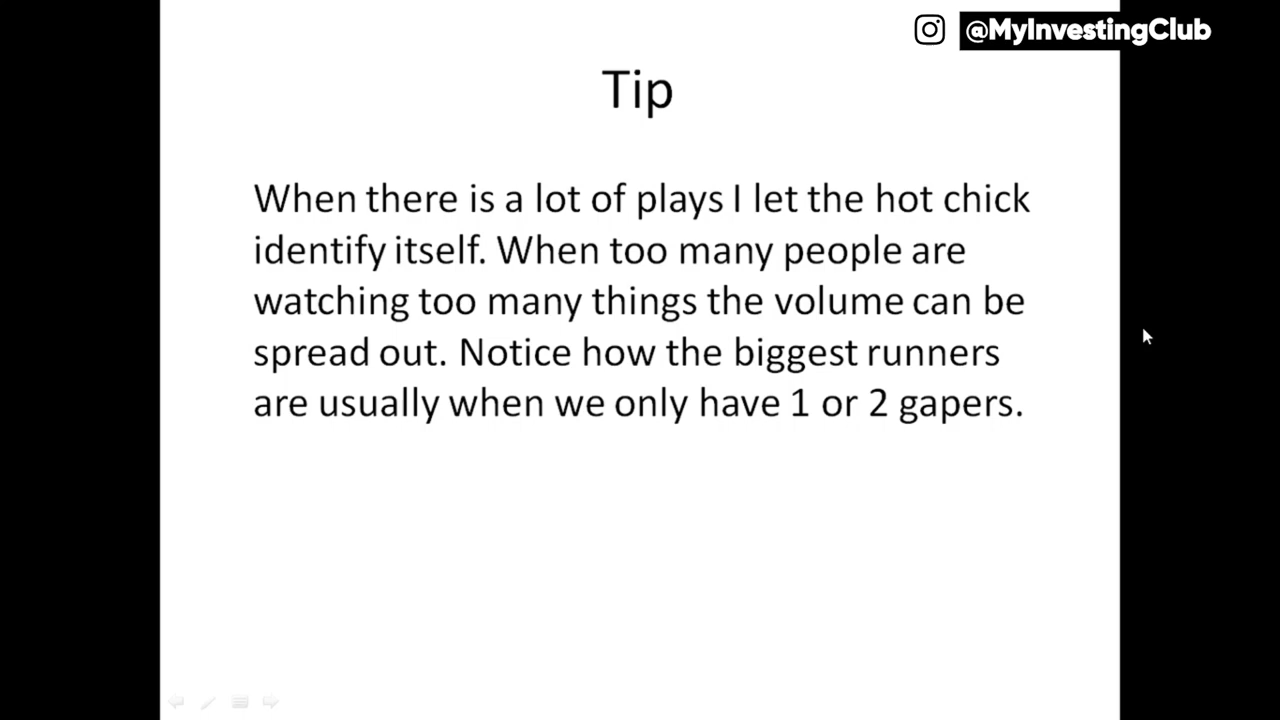 @MyInvestingClub
Tip
When there is a lot of plays I let the hot chick
identify itself. When too many people are
watching too many things the volume can be
spread out. Notice how the biggest runners
are usually when we only have 1 or 2 gapers.